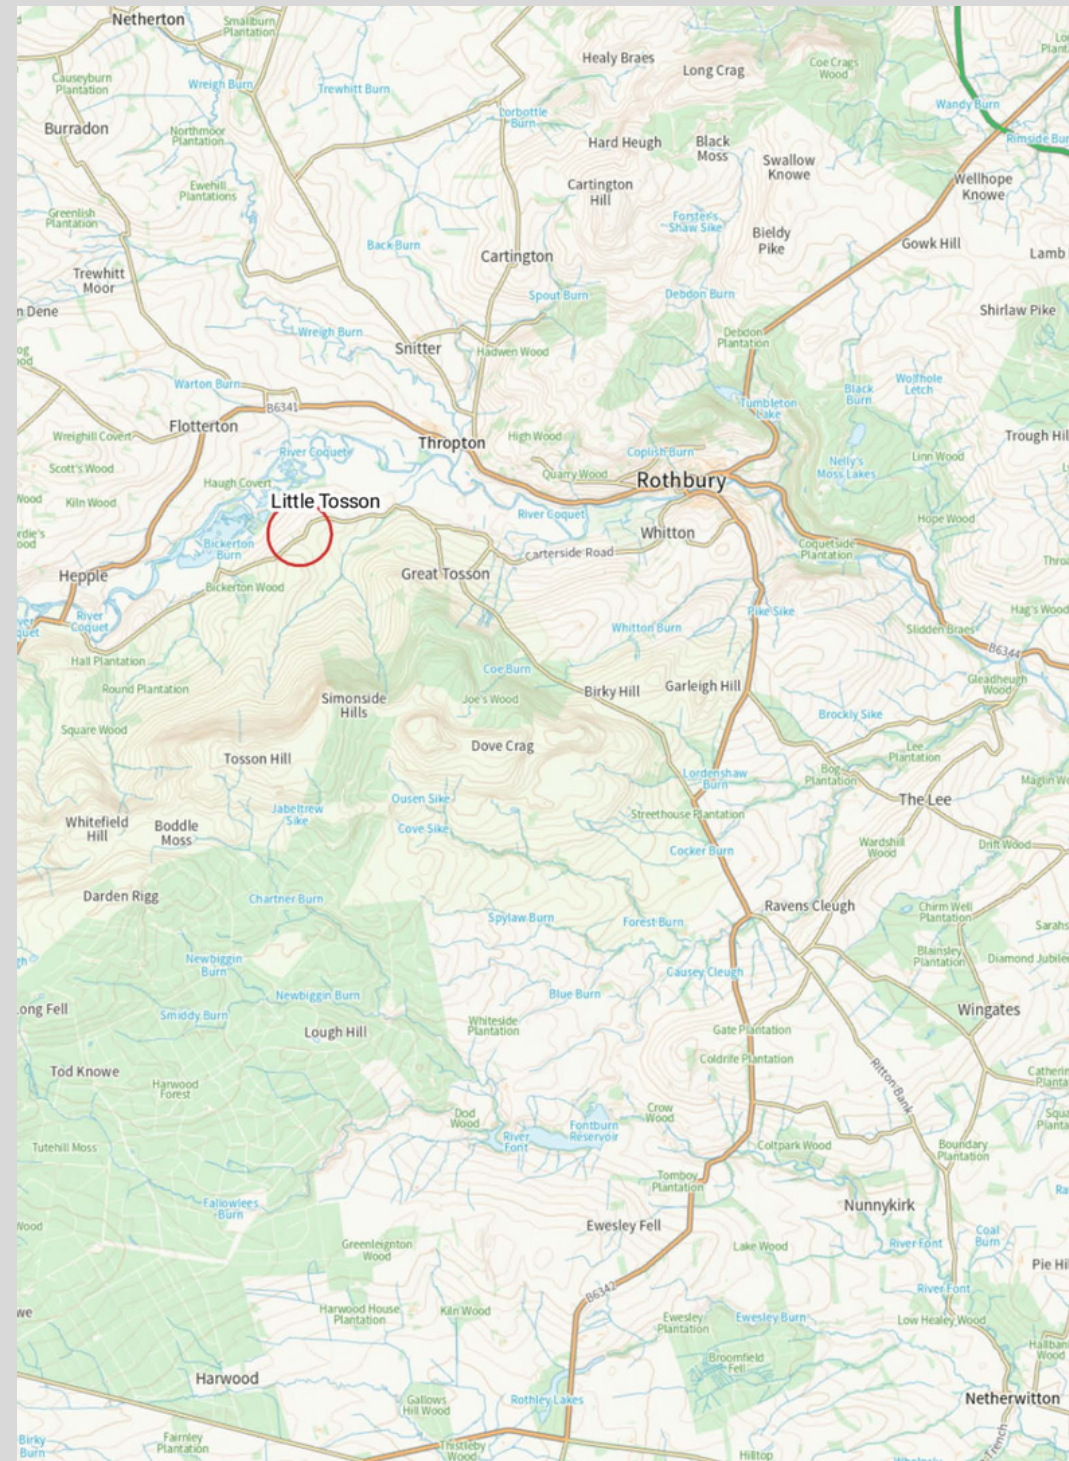 Netherton
Smallburn
Plantation
Healy Braes
Long Crag
Coe Crags
Wood
Causeyburn
Plantation
Wreigh Burn
Trewhitt Burn
Wandy Burn
Lorbottle
Burn
Burradon
Northmoor
Plantation
Hard Heugh
Black
Moss
Rimside Bur
Swallow
Knowe
Wellhope
Knowe
Ewehill
Plantations
Cartington
Hill
Greenlish
Plantation
Forster's
Shaw Sike
Bieldy
Pike
Gowk Hill
Back Burn
Cartington
Lamb
Trewhitt
Moor
Spout Burn
Debdon Burn
n Dene
Shirlaw Pike
Wreigh Burn
Debdon
Plantation
Snitter
Hadwen Wood
Warton Burn
Black
Burn
Wolfhole
Letch
B6341
Tumbleton
Lake
Flotterton
Wreighill Covert
Thropton
High Wood
Trough Hil
River Coquet
Coplish Burn
Linn Wood
Scott's Wood
Nelly's
Moss Lakes
Quarry Wood
Rothbury
Haugh Covert
Kiln Wood
Little Tosson
River Coquet
Hope Wood
Whitton
Bickerton
Burn
Carterside Road
Coquetside
Plantation
Hepple
Great Tosson
Bickerton Wood
River
Coquet
Pike Sike
Hag's Wood
Whitton Burn
Slidden Braes
B6344
Hall Plantation
Coe Burn
Gleadheugh
Wood
Round Plantation
Simonside
Hills
Joe's Wood
Birky Hill
Garleigh Hill
Brockly Sike
Square Wood
Dove Crag
Lee
Plantation
Tosson Hill
Lordenshaw
Burn
Bog
Plantation
Ousen Sike
The Lee
Jabeltrew
Sike
Streethouse Plantation
Whitefield
Hill
Boddle
Moss
Cove Sike
Wardshill
Wood
Drift Wood
Cocker Burn
Darden Rigg
Chartner Burn
Ravens Cleugh
Chirm Well
Plantation
Spylaw Burn
Forest Burn
Sarahs
Newbiggin
Burn
Blainsley
Plantation
Diamond Jubile
Causey Cleugh
Newbiggin Burn
Blue Burn
Long Fell
Smiddy Burn
Wingates
Lough Hill
Whiteside
Plantation
Gate Plantation
Coldrife Plantation
Tod Knowe
Ritton Bank
Harwood
Forest
Dod
Wood
Crow
Wood
Fontburn
Reservoir
River
Font
Tutehill Moss
Coltpark Wood
Boundary
Plantation
Tomboy
Plantation
Fallowlees
Burn
Nunnykirk
Ewesley Fell
Coal
Burn
Greenleighton
Wood
Lake Wood
River Font
Pie Hil
B6342
River Font
Harwood House
Plantation
Kiln Wood
Ewesley
Plantation
Ewesley Burn
Low Healey Wood
Broomfield
Fell
Harwood
Gallows
Hill Wood
Rothley Lakes
Netherwitton
Birky
Burn
Fairnley
Plantation
Thistleby
Wood
Hilltop
Trench